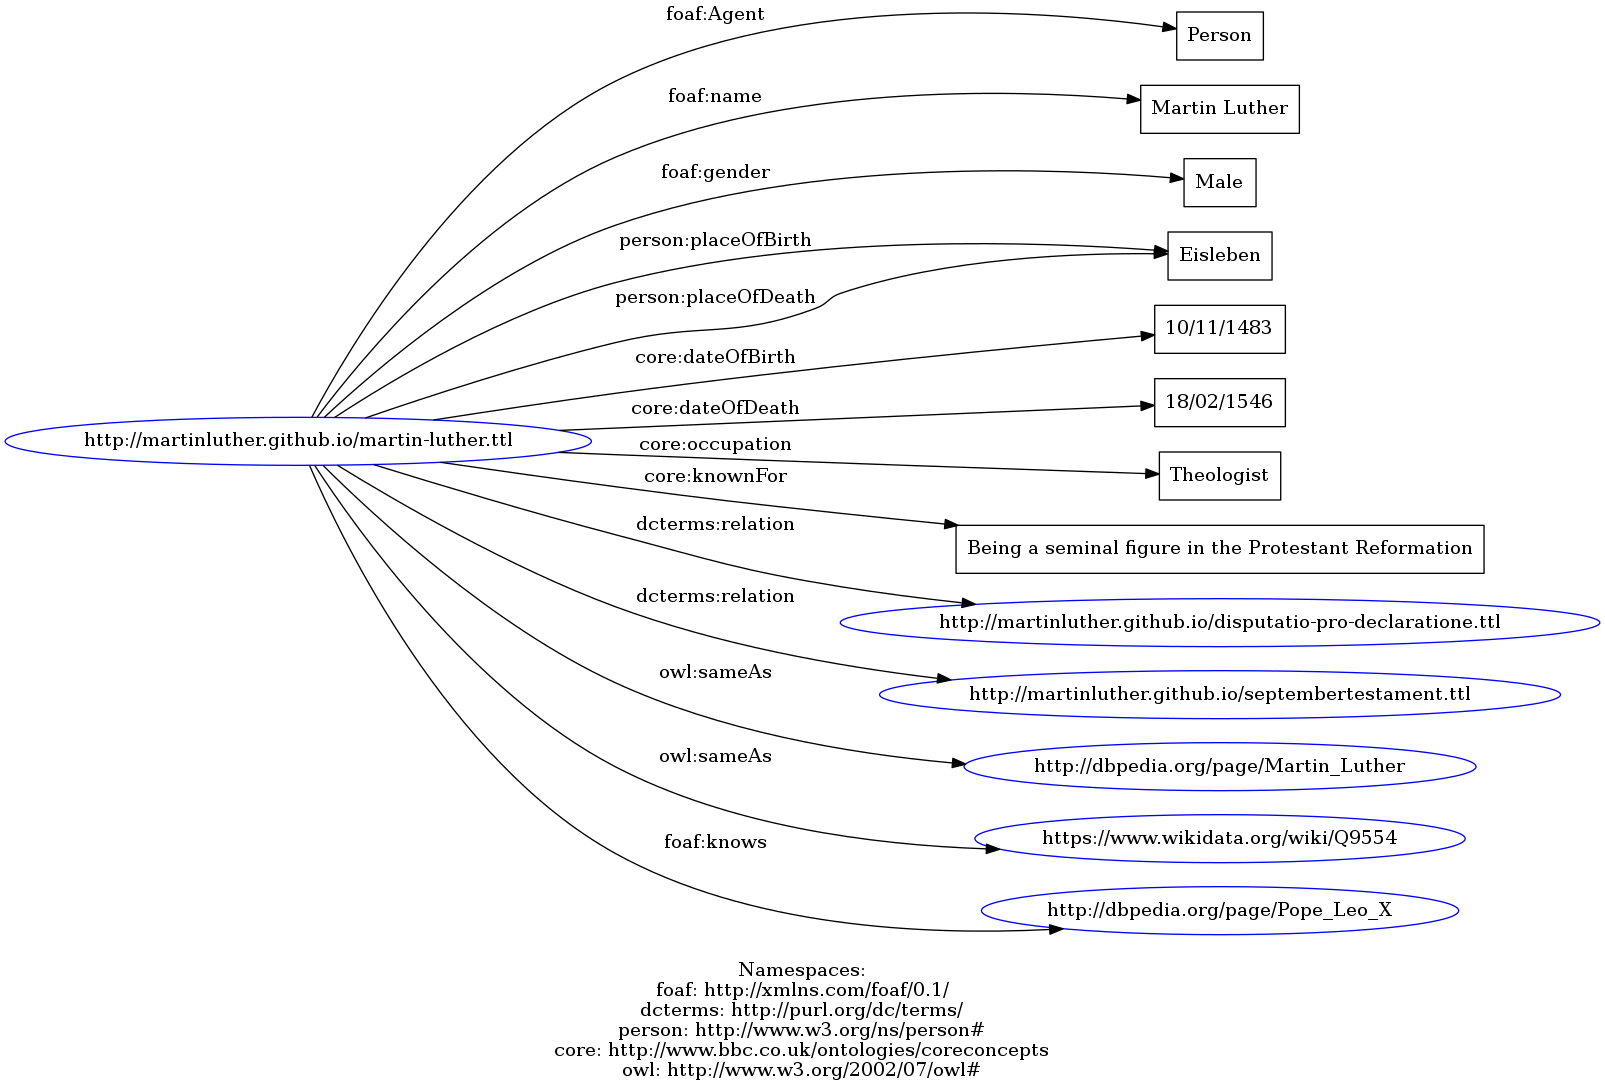 foaf:Agent
Person
foaf:name
Martin Luther
foaf:gender
Male
person:placeOfBirth
Eisleben
person:placeOfDeath
10/11/1483
core:dateOfBirth
18/02/1546
core:dateOfDeath
http://martinluther.github.io/martin-luther.ttl
core:occupation
Theologist
core:knownFor
Being a seminal figure in the Protestant Reformation
dcterms:relation
http://martinluther.github.io/disputatio-pro-declaratione.ttl
dcterms:relation
http://martinluther.github.io/septembertestament.ttl
owl:sameAs
http://dbpedia.org/page/Martin_Luther
owl:sameAs
https://www.wikidata.org/wiki/Q9554
foaf:knows
http://dbpedia.org/page/Pope_Leo_X
Namespaces:
foaf: http://xmlns.com/foaf/0.1/
dcterms: http://purl.org/dc/terms/
person: http://www.w3.org/ns/person#
core: http://www.bbc.co.uk/ontologies/coreconcepts
owl: http://www.w3.org/2002/07/owl#